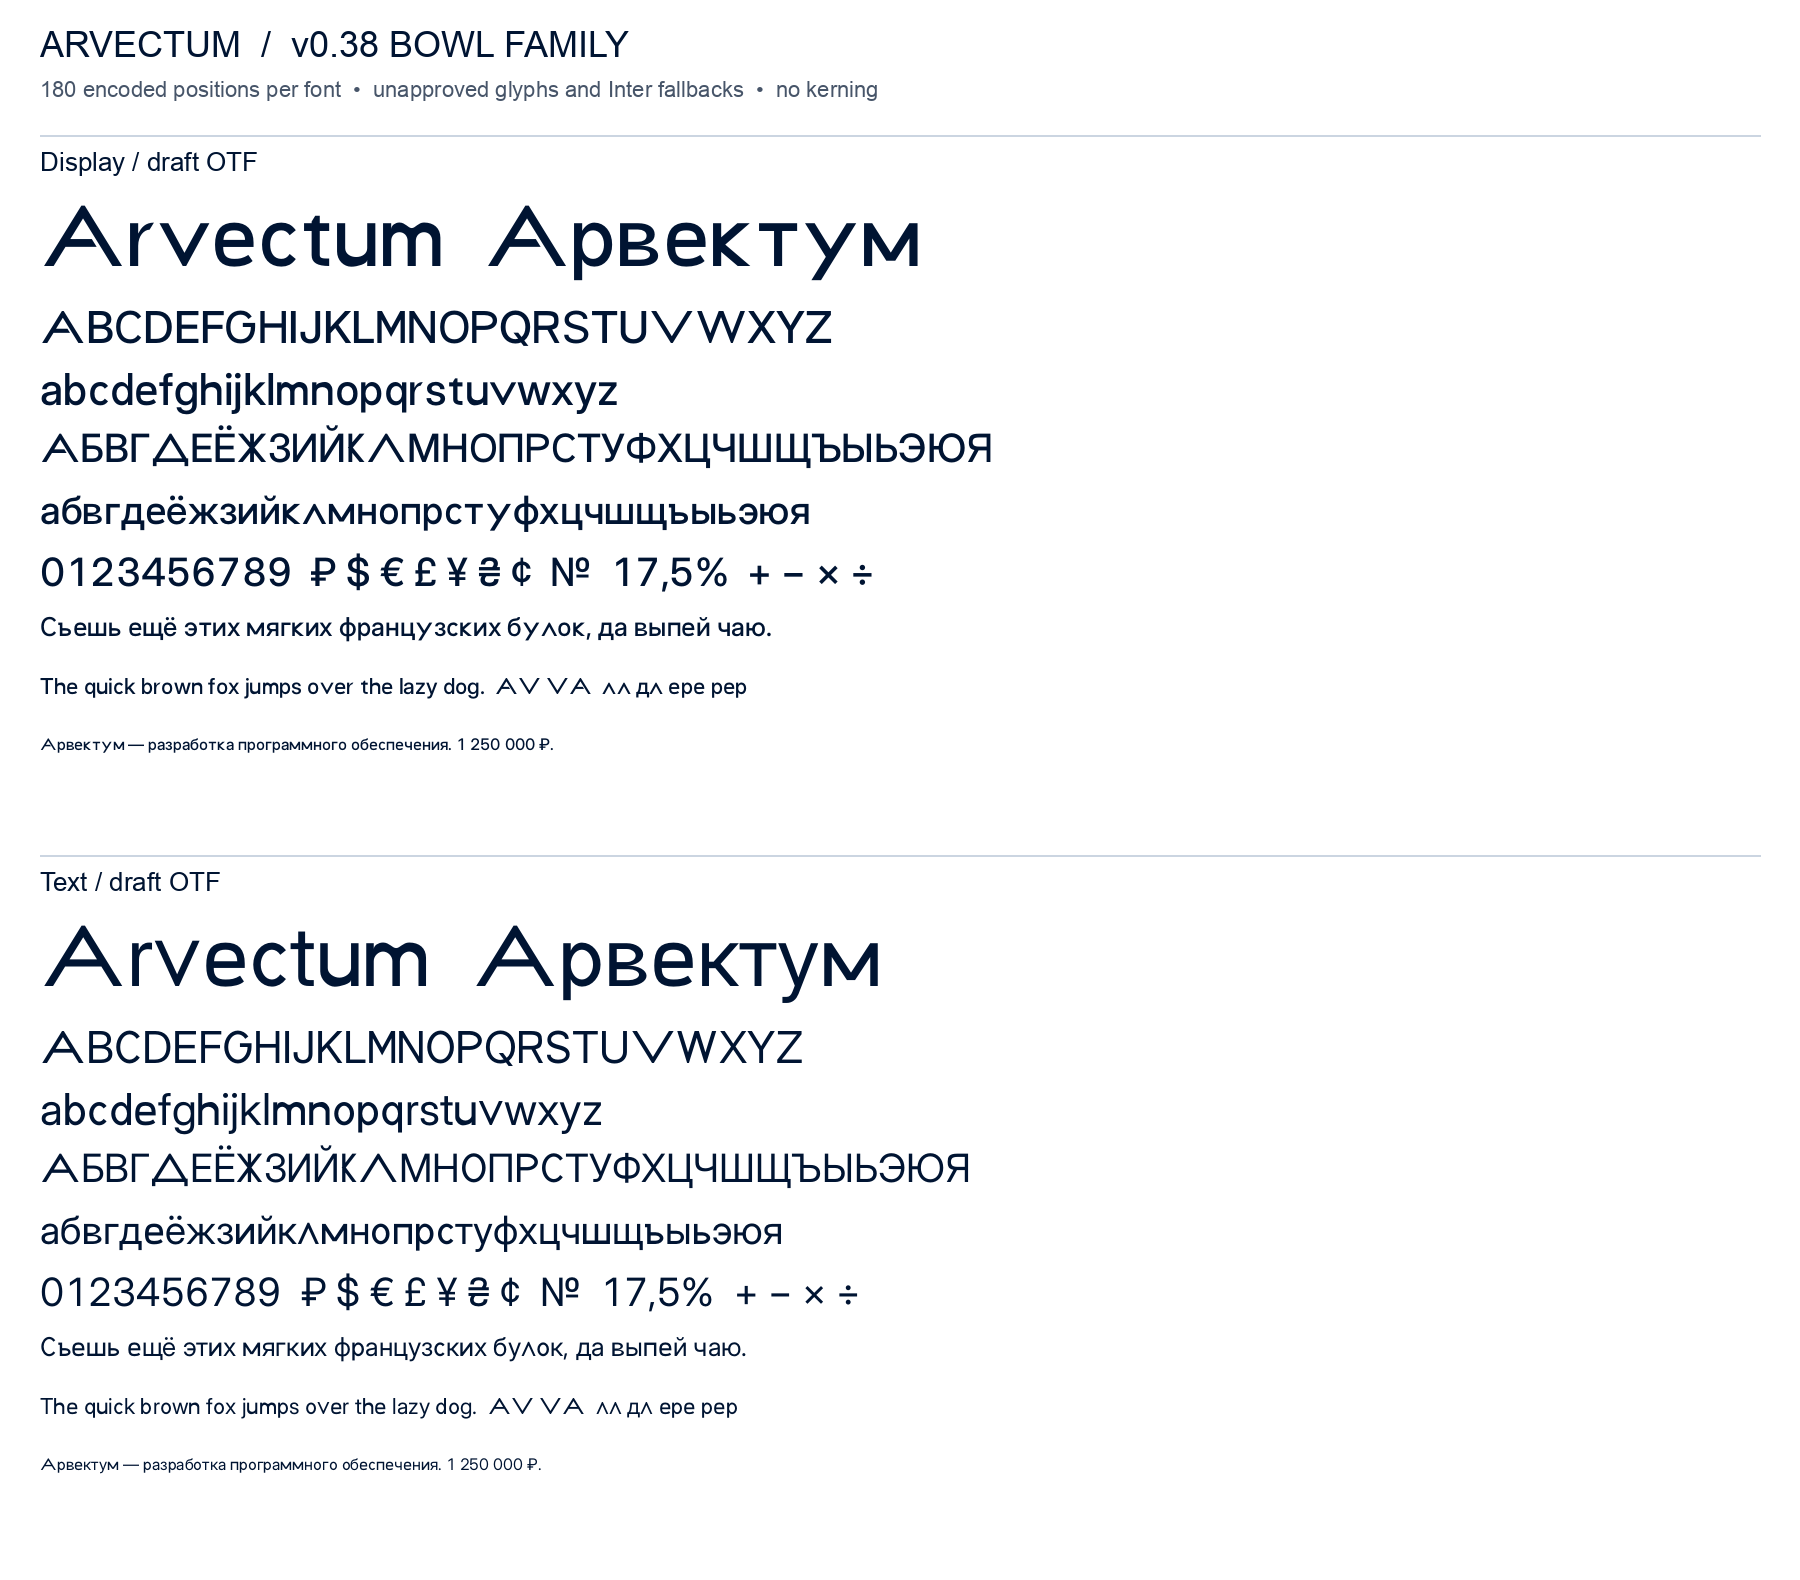 ARVECTUM / v0.38 BOWL FAMILY
180 encoded positions per font • unapproved glyphs and Inter fallbacks • no kerning
Display / draft OTF
Arvectum Арвектум
ABCDEFGHIJKLMNOPQRSTUVWXYZ
abcdefghijklmnopqrstuvwxyz
АБВГДЕЁЖЗИЙКЛМНОПРСТУФХЦЧШЩЪЫЬЭЮЯ
абвгдеёжзийклмнопрстуфхцчшщъыьэюя
0123456789 ₽ $ € £ ¥ ₴ ¢ № 17,5% + − × ÷
Съешь ещё этих мягких французских булок, да выпей чаю.
The quick brown fox jumps over the lazy dog. AV VA лл дл epe pep
Арвектум — разработка программного обеспечения. 1 250 000 ₽.
Text / draft OTF
Arvectum Арвектум
ABCDEFGHIJKLMNOPQRSTUVWXYZ
abcdefghijklmnopqrstuvwxyz
АБВГДЕЁЖЗИЙКЛМНОПРСТУФХЦЧШЩЪЫЬЭЮЯ
абвгдеёжзийклмнопрстуфхцчшщъыьэюя
0123456789 ₽ $ € £ ¥ ₴ ¢ № 17,5% + − × ÷
Съешь ещё этих мягких французских булок, да выпей чаю.
The quick brown fox jumps over the lazy dog. AV VA лл дл epe pep
Арвектум — разработка программного обеспечения. 1 250 000 ₽.